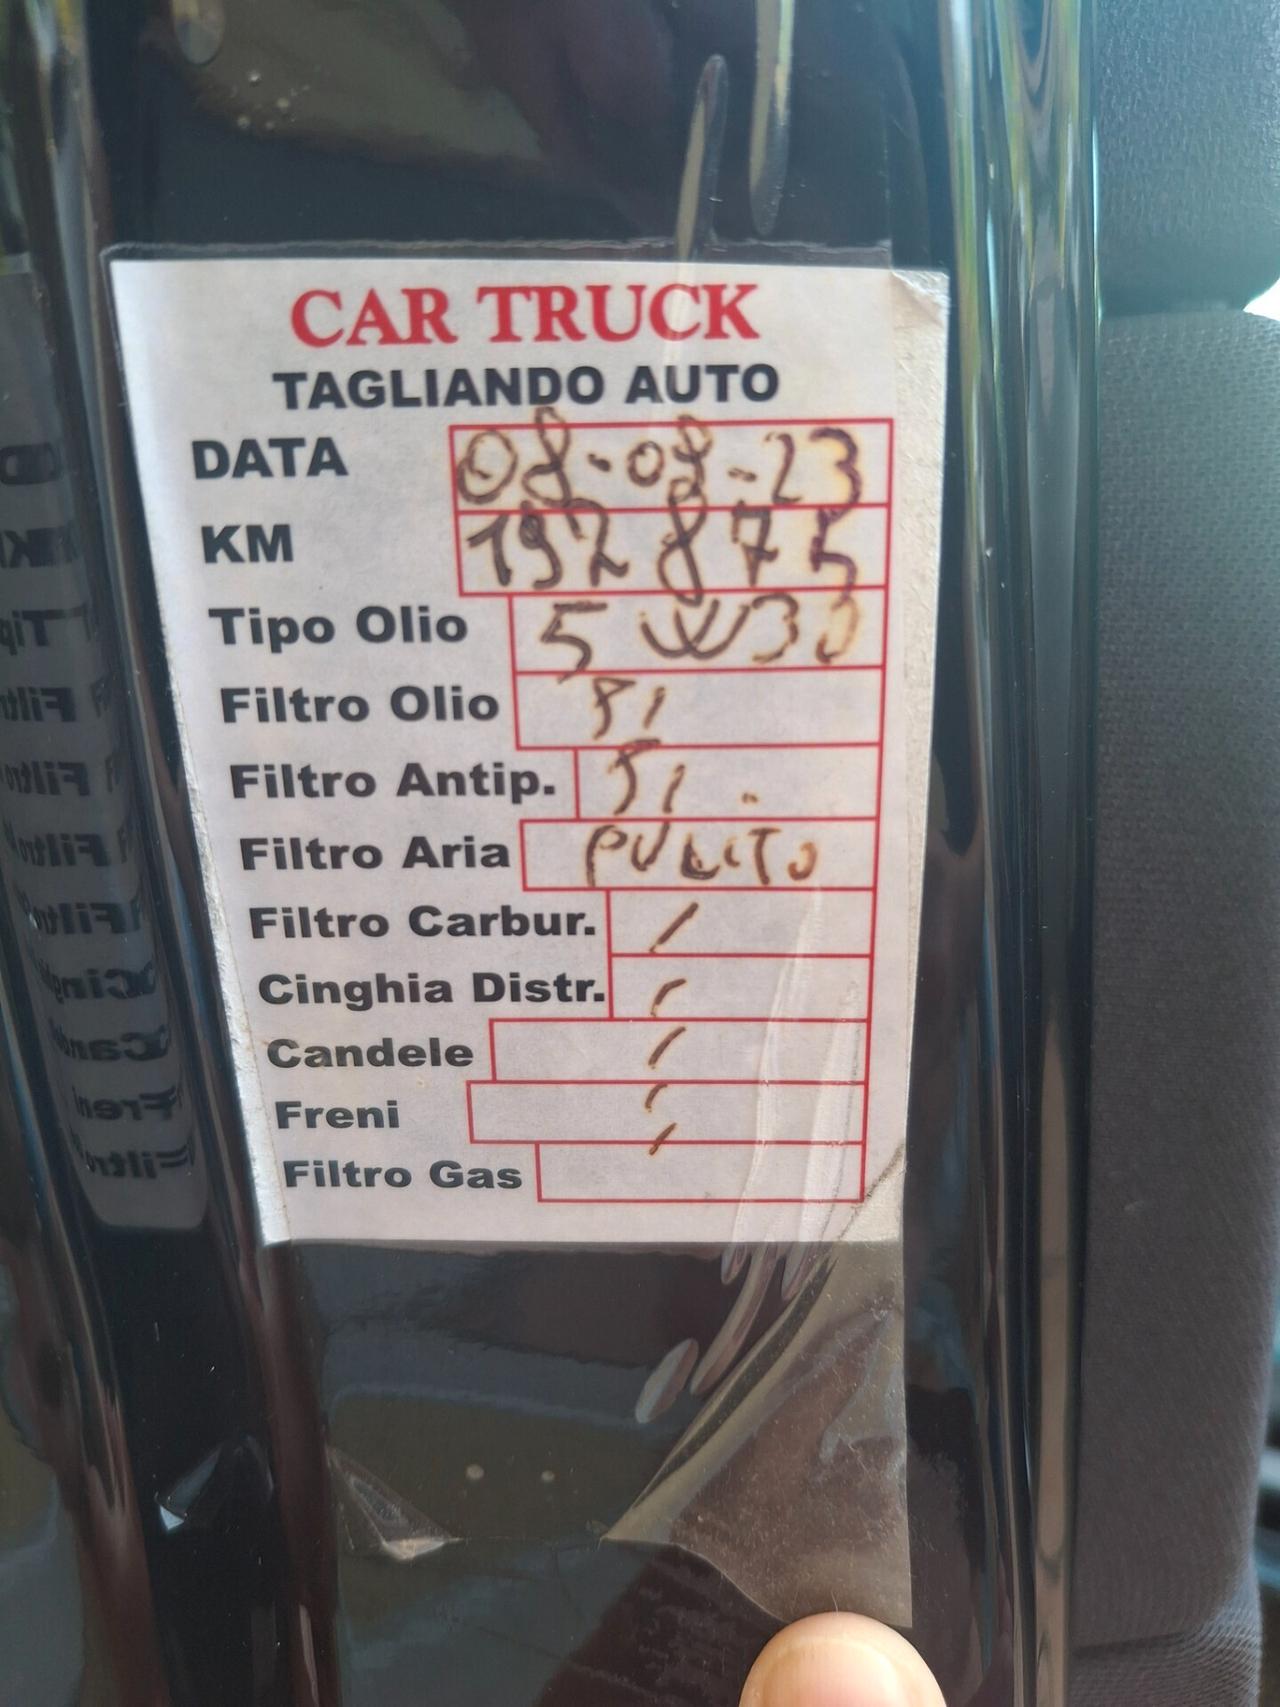 CAR TRUCK
TAGLIANDO AUTO
DATA 08-08-23
KM 192875
Tipo Olio 5W30
Filtro Olio SI
Filtro Antip. SI
Filtro Aria PULITO
Filtro Carbur. /
Cinghia Distr. /
Candele /
Freni /
Filtro Gas